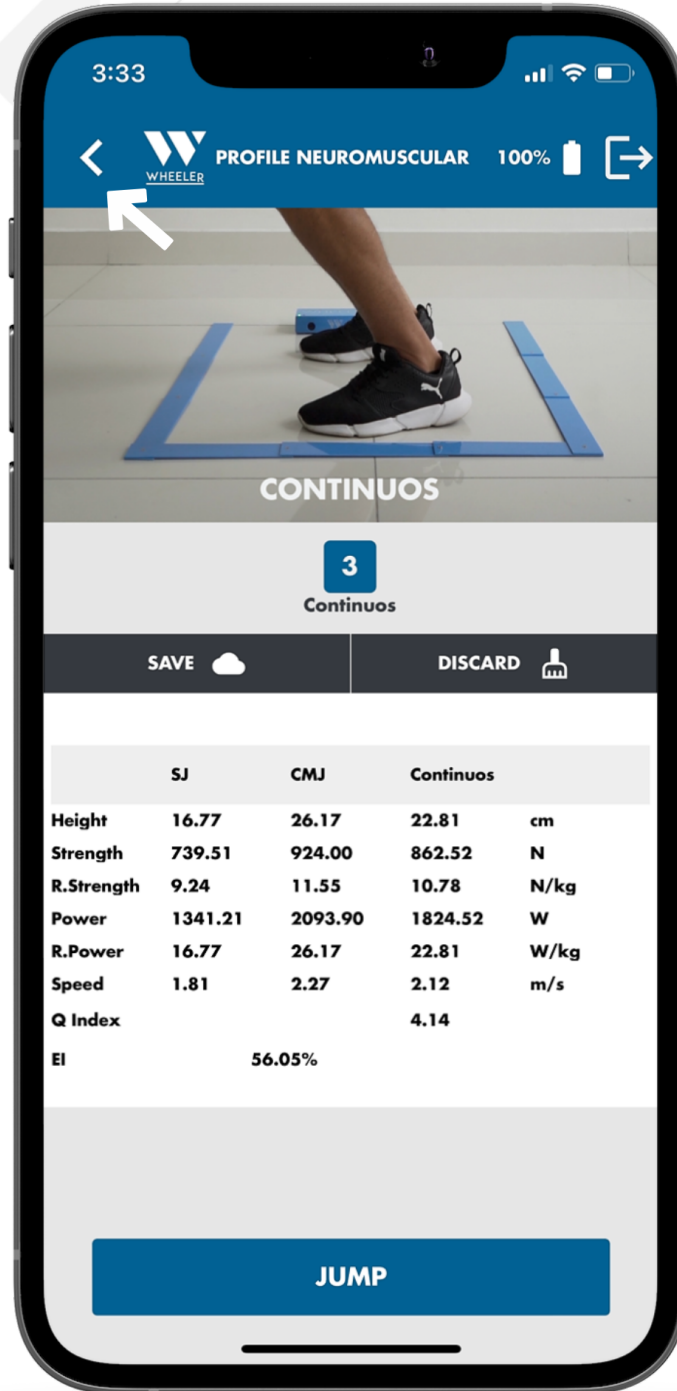 3:33
WHEELER
PROFILE NEUROMUSCULAR 100%
CONTINUOS
3
Continuos
SAVE DISCARD
SJ CMJ Continuos
Height 16.77 26.17 22.81 cm
Strength 739.51 924.00 862.52 N
R.Strength 9.24 11.55 10.78 N/kg
Power 1341.21 2093.90 1824.52 W
R.Power 16.77 26.17 22.81 W/kg
Speed 1.81 2.27 2.12 m/s
Q Index 4.14
EI 56.05%
JUMP